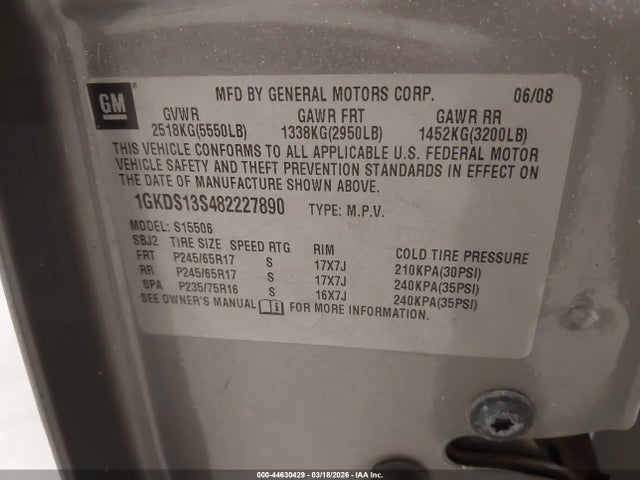 GM
MFD BY GENERAL MOTORS CORP. 06/08
GVWR GAWR FRT GAWR RR
2518KG(5550LB) 1338KG(2950LB) 1452KG(3200LB)
THIS VEHICLE CONFORMS TO ALL APPLICABLE U.S. FEDERAL MOTOR
VEHICLE SAFETY AND THEFT PREVENTION STANDARDS IN EFFECT ON
THE DATE OF MANUFACTURE SHOWN ABOVE.
1GKDS13S482227890 TYPE: M.P.V.
MODEL: S15506
SBJ2 TIRE SIZE SPEED RTG RIM COLD TIRE PRESSURE
FRT P245/65R17 S 17X7J 210KPA(30PSI)
RR P245/65R17 S 17X7J 240KPA(35PSI)
SPA P235/75R16 S 16X7J 240KPA(35PSI)
SEE OWNER'S MANUAL FOR MORE INFORMATION.
000-44630429 - 03/18/2026 - IAA Inc.